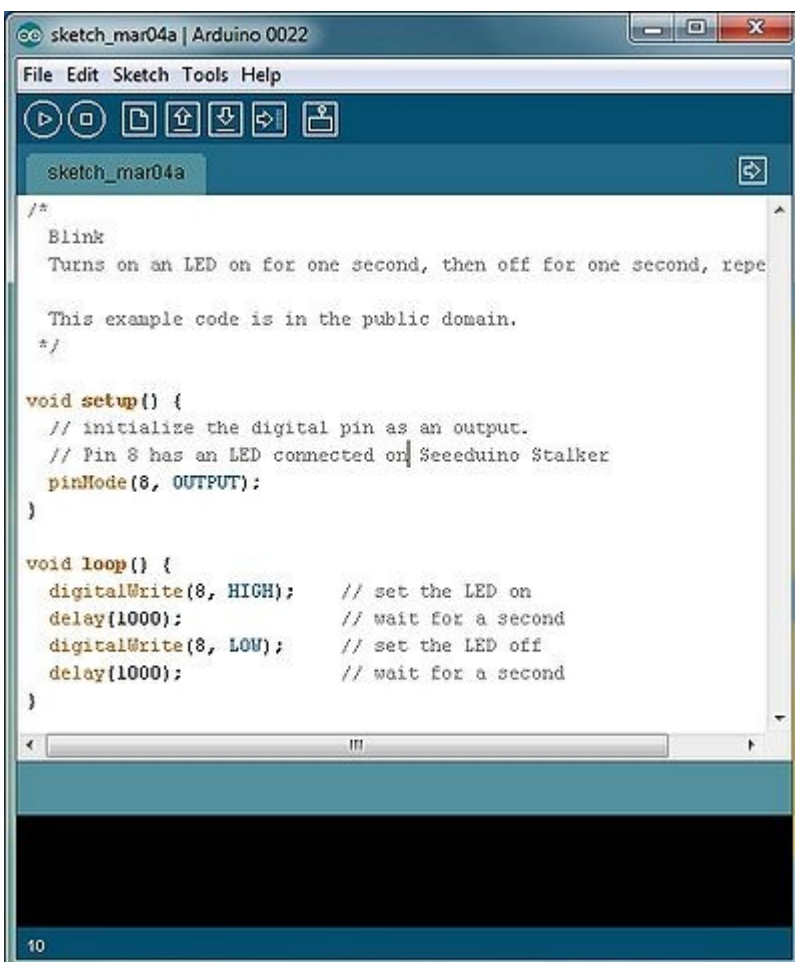 sketch_mar04a | Arduino 0022
File Edit Sketch Tools Help
sketch_mar04a
/*
  Blink
  Turns on an LED on for one second, then off for one second, repe

  This example code is in the public domain.
 */

void setup() {
  // initialize the digital pin as an output.
  // Pin 8 has an LED connected on Seeeduino Stalker
  pinMode(8, OUTPUT);
}

void loop() {
  digitalWrite(8, HIGH);    // set the LED on
  delay(1000);              // wait for a second
  digitalWrite(8, LOW);     // set the LED off
  delay(1000);              // wait for a second
}
10